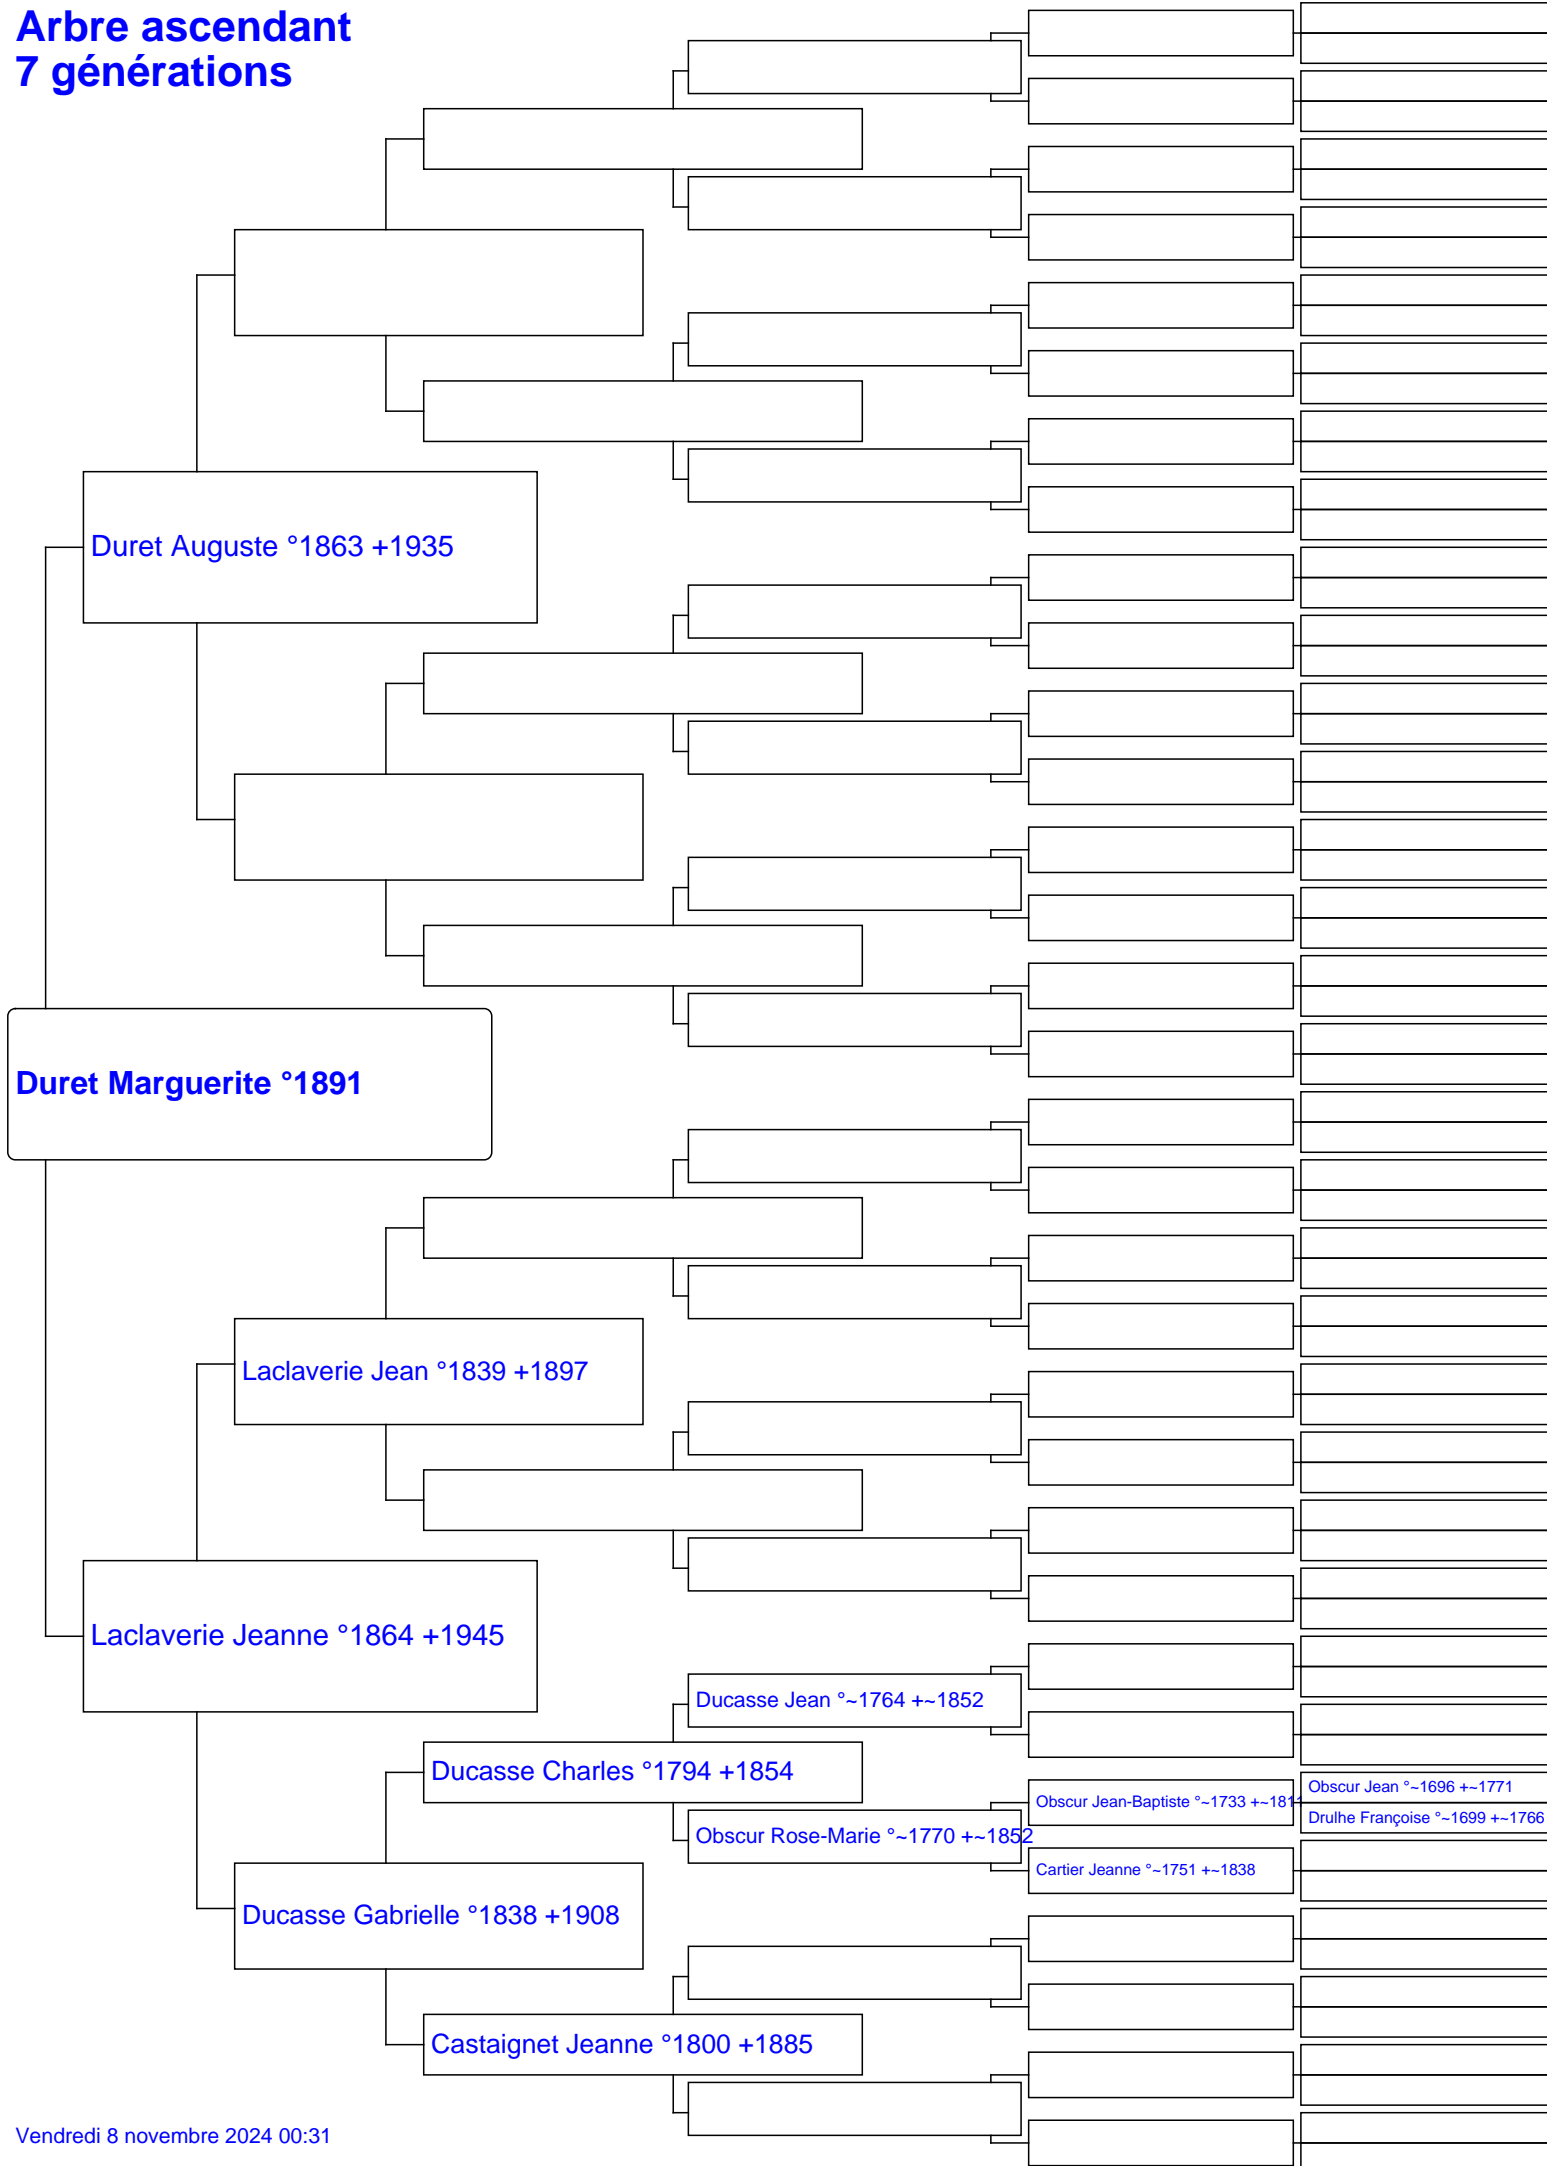 Arbre ascendant
7 générations
Duret Auguste °1863 +1935
Duret Marguerite °1891
Laclaverie Jean °1839 +1897
Laclaverie Jeanne °1864 +1945
Ducasse Jean °~1764 +~1852
Ducasse Charles °1794 +1854
Obscur Jean °~1696 +~1771
Obscur Jean-Baptiste °~1733
Drulhe Françoise °~1699 +~1766
Obscur Rose-Marie °~1770 +~1852
Cartier Jeanne °~1751 +~1838
Ducasse Gabrielle °1838 +1908
Castaignet Jeanne °1800 +1885
Vendredi 8 novembre 2024 00:31